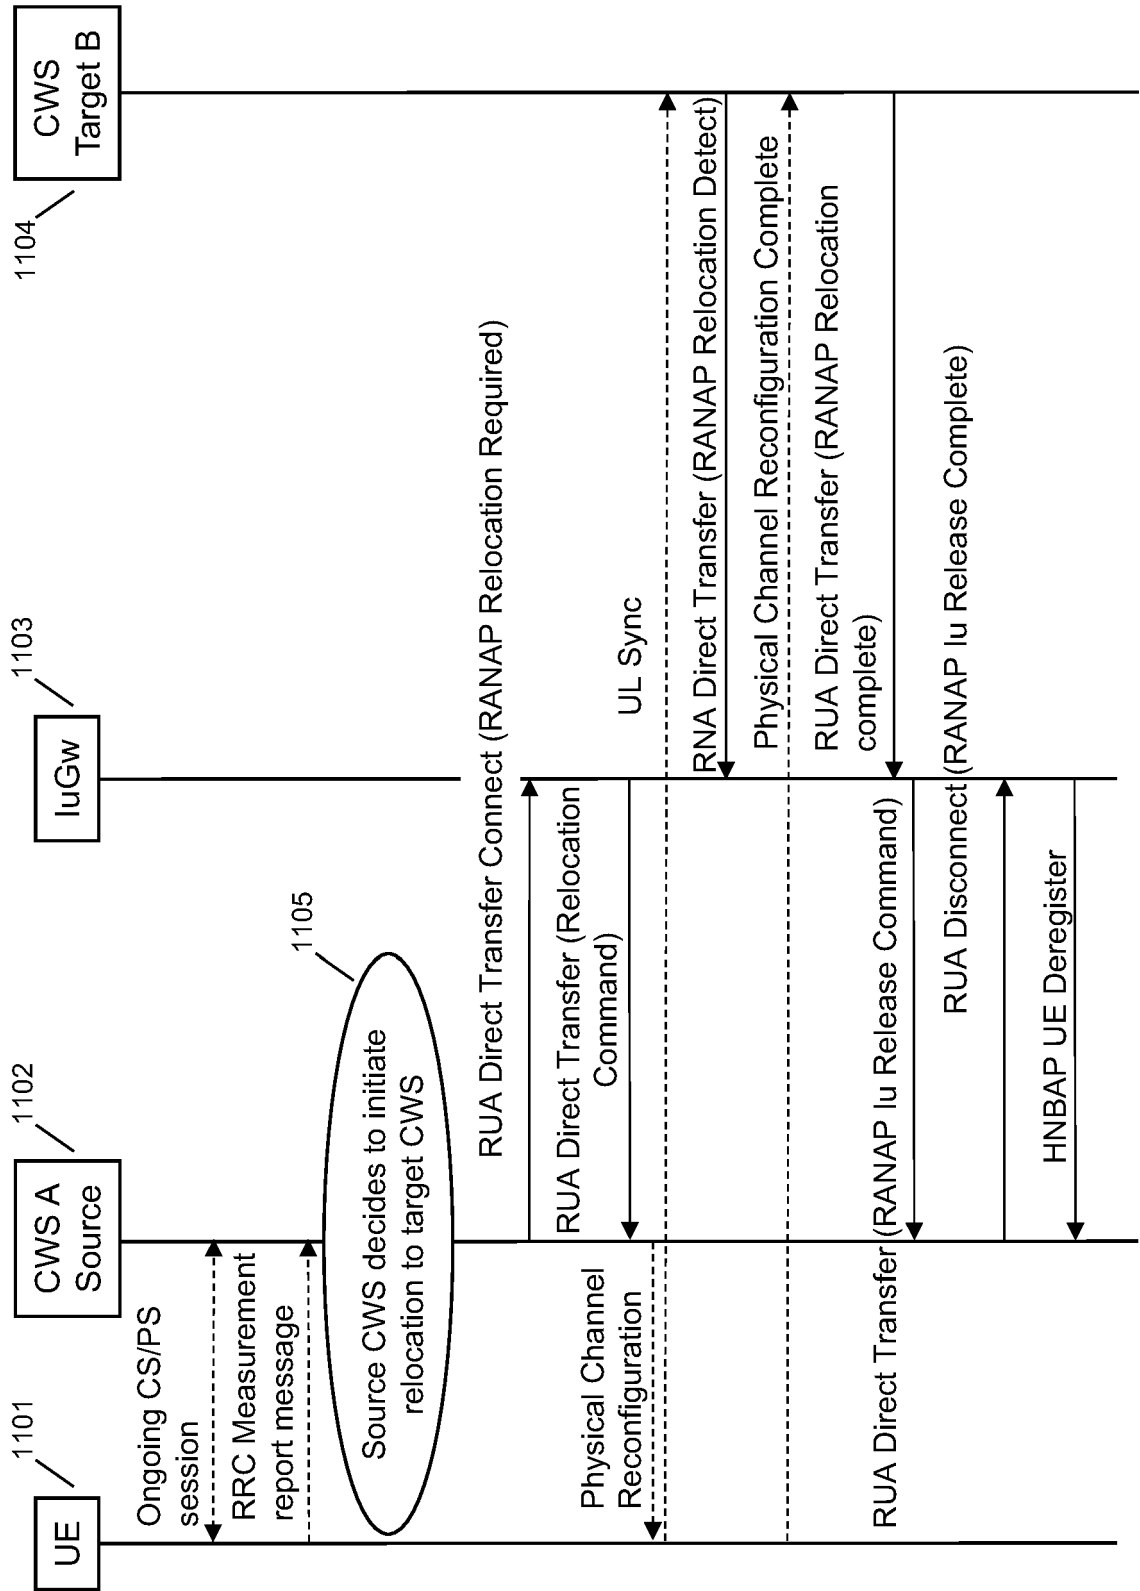 1101
1102
1103
1104
UE
CWS A
Source
IuGw
CWS
Target B
Ongoing CS/PS
session
RRC Measurement
report message
1105
Source CWS decides to initiate
relocation to target CWS
RUA Direct Transfer Connect (RANAP Relocation Required)
RUA Direct Transfer (Relocation
Command)
Physical Channel
Reconfiguration
UL Sync
RNA Direct Transfer (RANAP Relocation Detect)
Physical Channel Reconfiguration Complete
RUA Direct Transfer (RANAP Relocation
complete)
RUA Direct Transfer (RANAP Iu Release Command)
RUA Disconnect (RANAP Iu Release Complete)
HNBAP UE Deregister